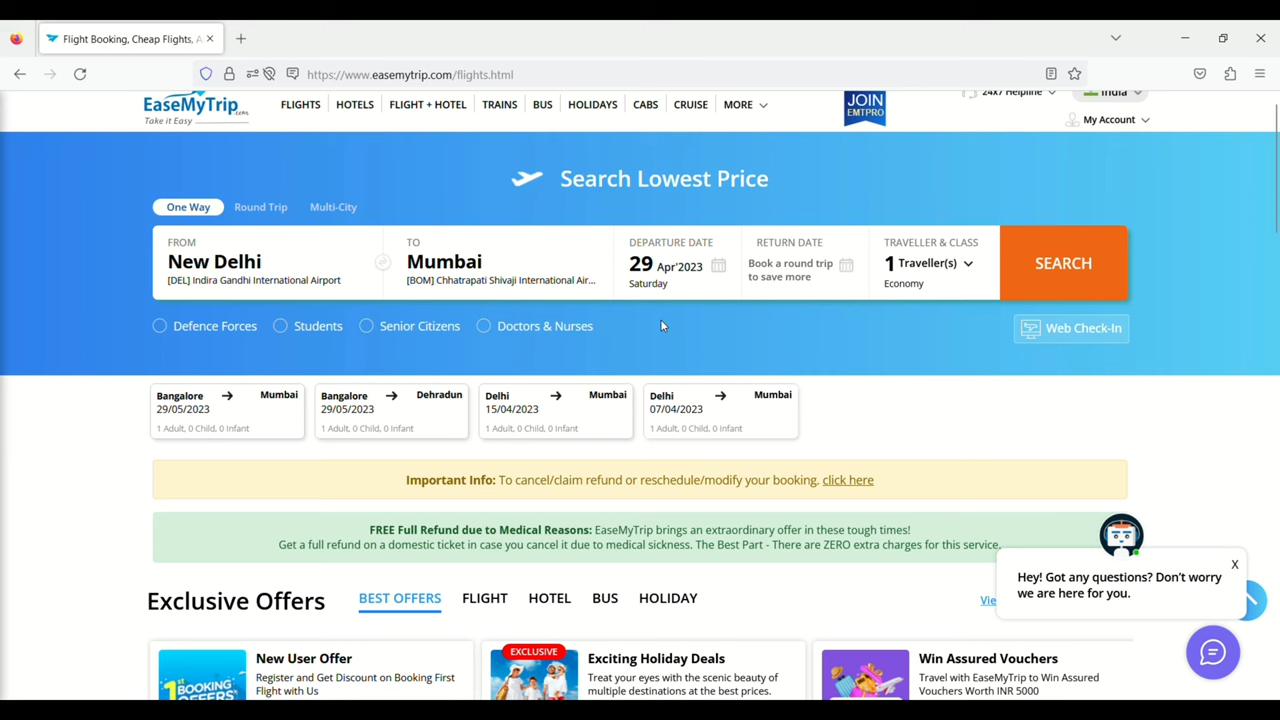 Flight Booking, Cheap Flights, A
https://www.easemytrip.com/flights.html
EaseMyTrip.com
Take it Easy
FLIGHTS
HOTELS
FLIGHT + HOTEL
TRAINS
BUS
HOLIDAYS
CABS
CRUISE
MORE
JOIN
EMTPRO
24x7 Helpline
India
My Account
Search Lowest Price
One Way
Round Trip
Multi-City
FROM
New Delhi
[DEL] Indira Gandhi International Airport
TO
Mumbai
[BOM] Chhatrapati Shivaji International Air...
DEPARTURE DATE
29 Apr'2023
Saturday
RETURN DATE
Book a round trip
to save more
TRAVELLER & CLASS
1 Traveller(s)
Economy
SEARCH
Defence Forces
Students
Senior Citizens
Doctors & Nurses
Web Check-In
Bangalore → Mumbai
29/05/2023
1 Adult, 0 Child, 0 Infant
Bangalore → Dehradun
29/05/2023
1 Adult, 0 Child, 0 Infant
Delhi → Mumbai
15/04/2023
1 Adult, 0 Child, 0 Infant
Delhi → Mumbai
07/04/2023
1 Adult, 0 Child, 0 Infant
Important Info: To cancel/claim refund or reschedule/modify your booking. click here
FREE Full Refund due to Medical Reasons: EaseMyTrip brings an extraordinary offer in these tough times!
Get a full refund on a domestic ticket in case you cancel it due to medical sickness. The Best Part - There are ZERO extra charges for this service.
Hey! Got any questions? Don't worry
we are here for you.
X
Exclusive Offers
BEST OFFERS
FLIGHT
HOTEL
BUS
HOLIDAY
Vie
New User Offer
Register and Get Discount on Booking First
Flight with Us
1st BOOKING
OFFERS
EXCLUSIVE
Exciting Holiday Deals
Treat your eyes with the scenic beauty of
multiple destinations at the best prices.
Win Assured Vouchers
Travel with EaseMyTrip to Win Assured
Vouchers Worth INR 5000